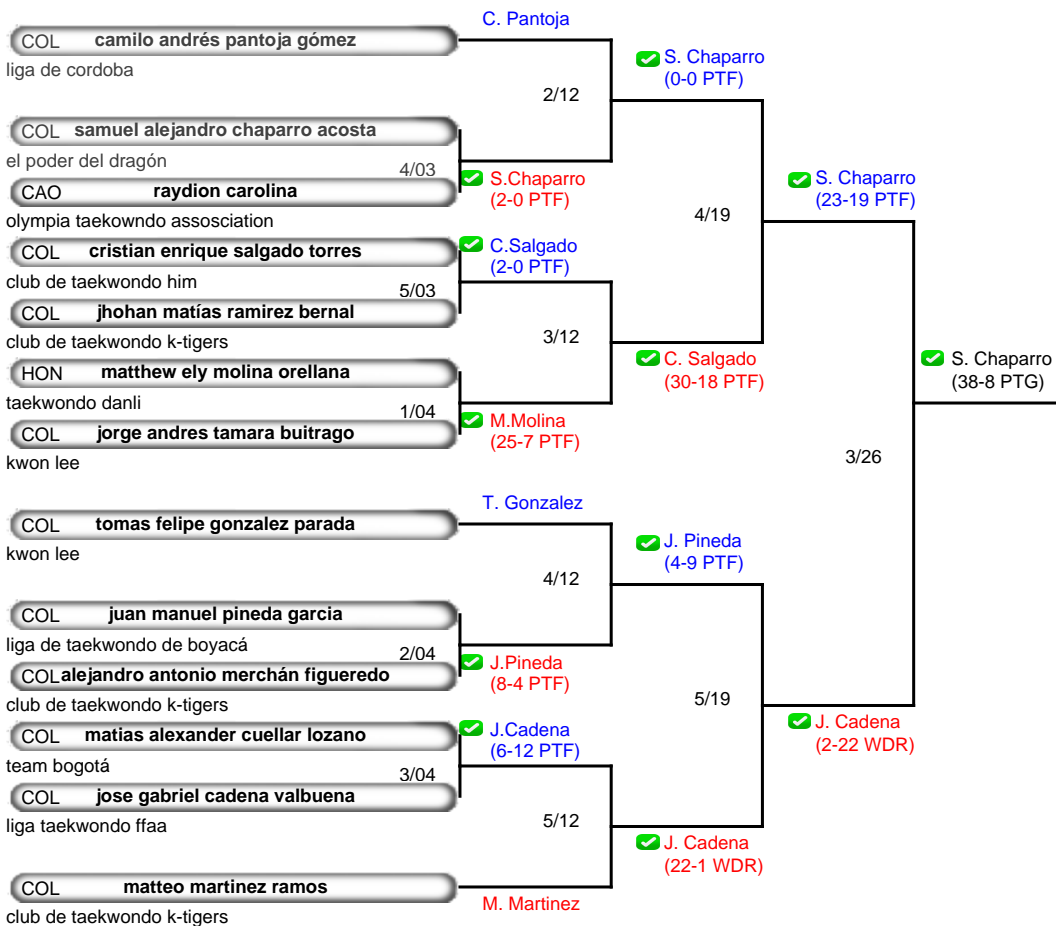 C. Pantoja
COL camilo andrés pantoja gómez
liga de cordoba
S. Chaparro
(0-0 PTF)
2/12
COL samuel alejandro chaparro acosta
el poder del dragón
4/03
CAO raydion carolina
olympia taekowndo assosciation
S.Chaparro
(2-0 PTF)
S. Chaparro
(23-19 PTF)
4/19
COL cristian enrique salgado torres
club de taekwondo him
5/03
C.Salgado
(2-0 PTF)
COL jhohan matías ramirez bernal
club de taekwondo k-tigers
3/12
C. Salgado
(30-18 PTF)
HON matthew ely molina orellana
taekwondo danli
1/04
COL jorge andres tamara buitrago
kwon lee
M.Molina
(25-7 PTF)
S. Chaparro
(38-8 PTG)
3/26
T. Gonzalez
COL tomas felipe gonzalez parada
kwon lee
J. Pineda
(4-9 PTF)
4/12
COL juan manuel pineda garcia
liga de taekwondo de boyacá
2/04
COL alejandro antonio merchán figueredo
club de taekwondo k-tigers
J.Pineda
(8-4 PTF)
5/19
J. Cadena
(2-22 WDR)
COL matias alexander cuellar lozano
team bogotá
3/04
J.Cadena
(6-12 PTF)
COL jose gabriel cadena valbuena
liga taekwondo ffaa
5/12
J. Cadena
(22-1 WDR)
COL matteo martinez ramos
club de taekwondo k-tigers
M. Martinez